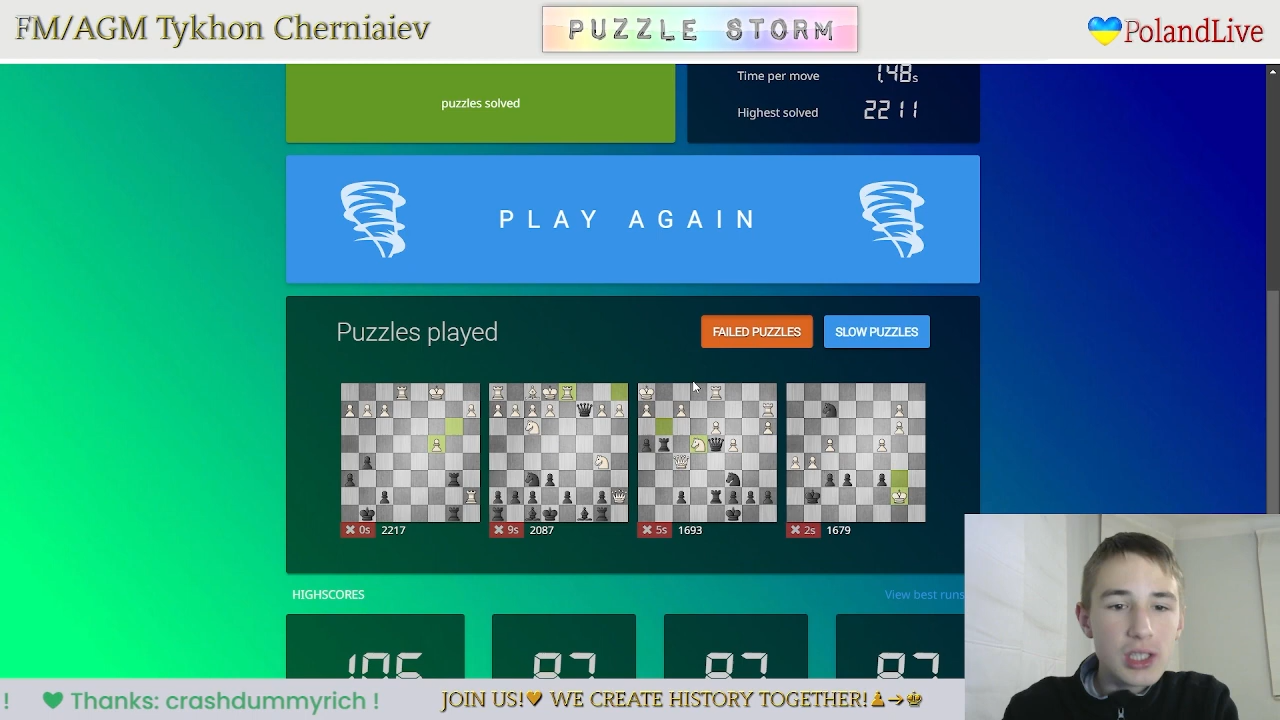 FM/AGM Tykhon Cherniaiev
PUZZLE STORM
PolandLive
puzzles solved
Time per move 1.48s
Highest solved 2211
PLAY AGAIN
Puzzles played
FAILED PUZZLES
SLOW PUZZLES
0s 2217
9s 2087
5s 1693
2s 1679
HIGHSCORES
View best runs
! Thanks: crashdummyrich !
JOIN US! WE CREATE HISTORY TOGETHER!